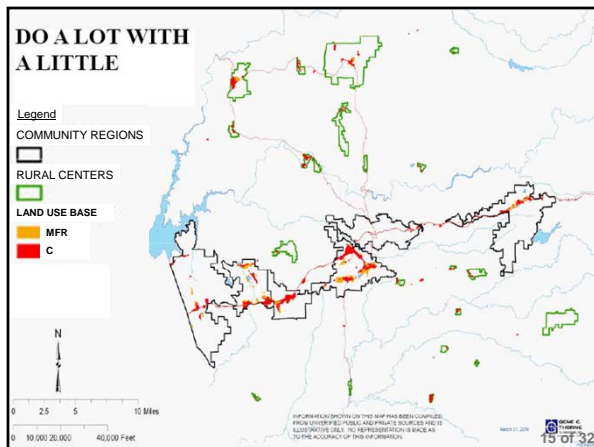 DO A LOT WITH
A LITTLE
Legend
COMMUNITY REGIONS
RURAL CENTERS
LAND USE BASE
MFR
C
N
0 2.5 5 10 Miles
0 10,000 20,000 40,000 Feet
INFORMATION SHOWN ON THIS MAP HAS BEEN COMPILED
FROM UNVERIFIED PUBLIC AND PRIVATE SOURCES AND IS
ILLUSTRATIVE ONLY. NO REPRESENTATION IS MADE AS
TO THE ACCURACY OF THIS INFORMATION.
GENE E.
THORNE
15 of 32